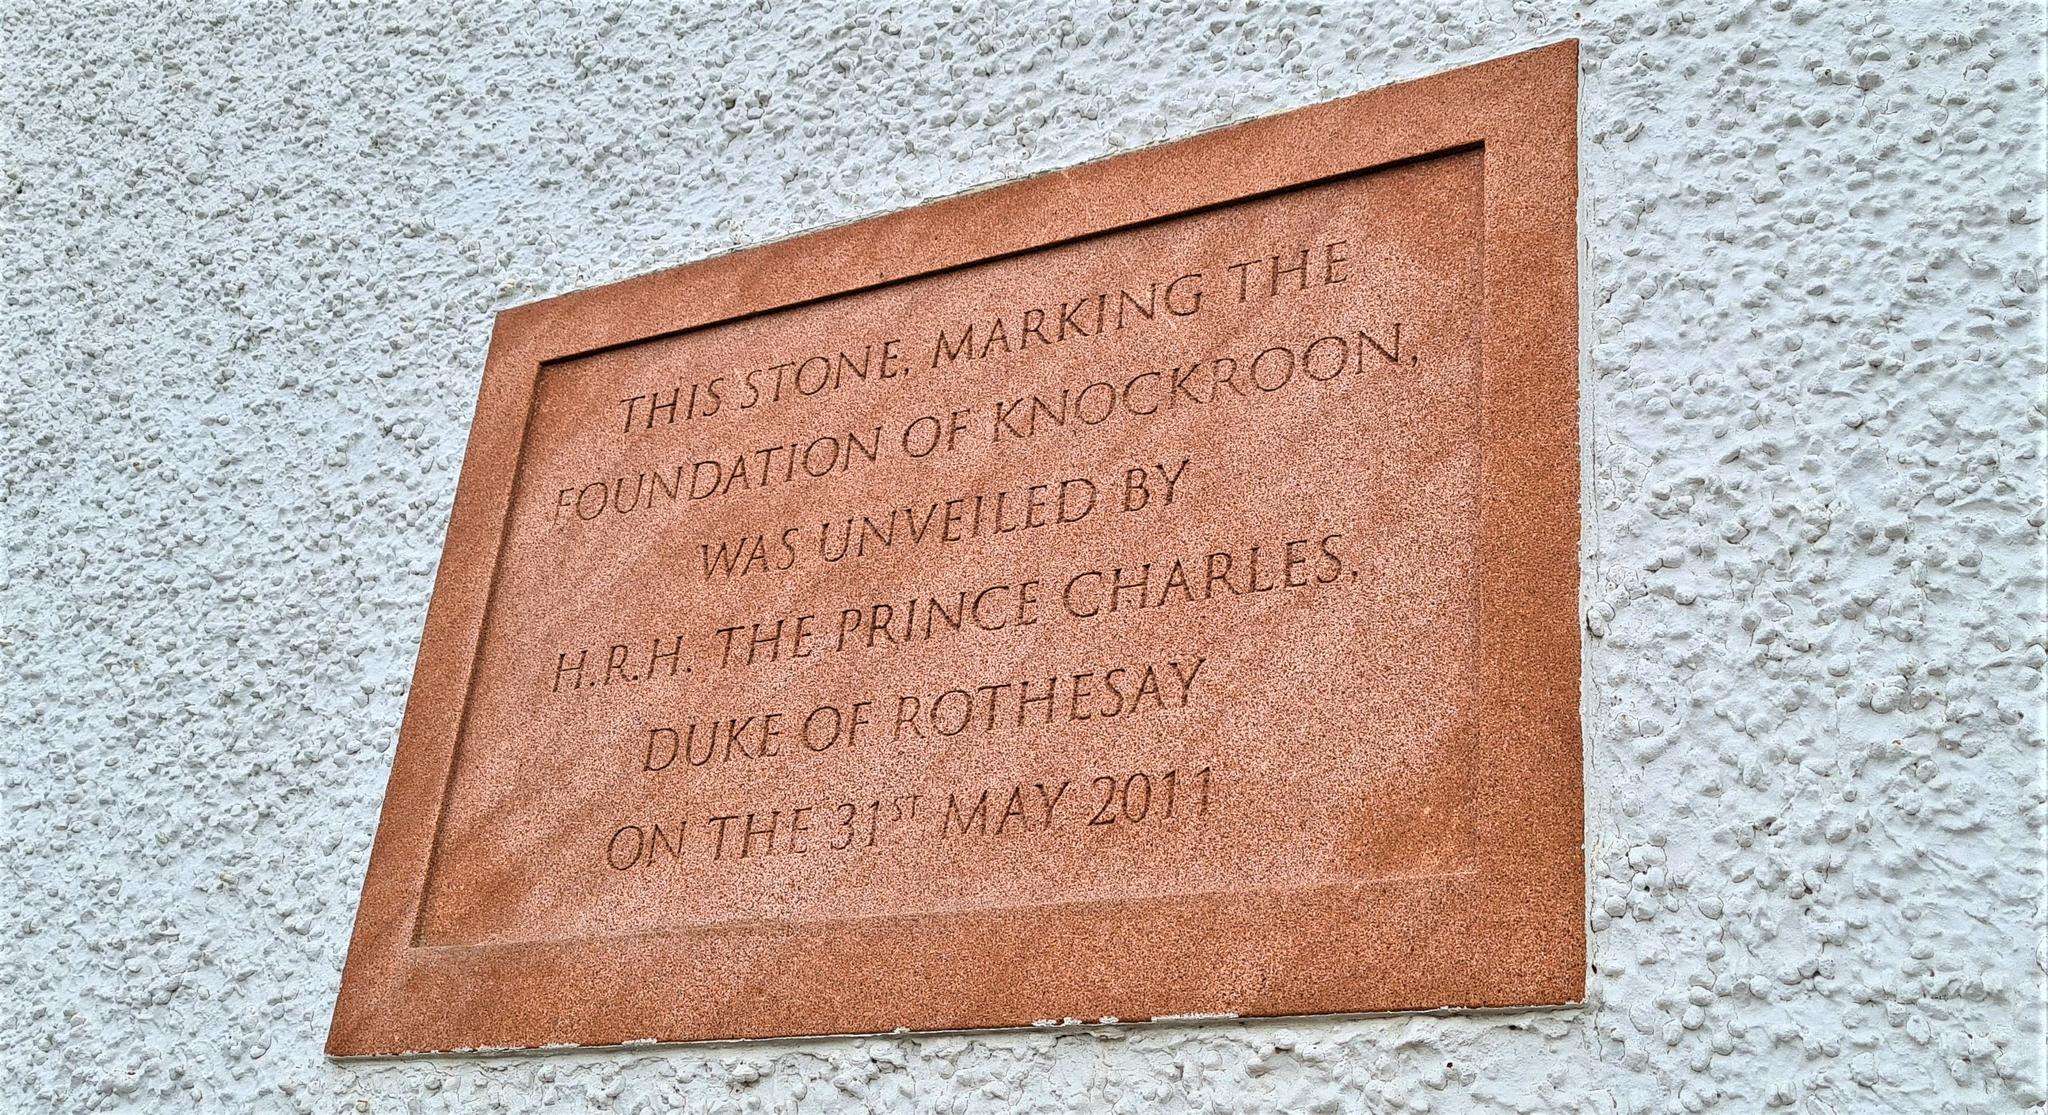 THIS STONE, MARKING THE
FOUNDATION OF KNOCKROON,
WAS UNVEILED BY
H.R.H. THE PRINCE CHARLES,
DUKE OF ROTHESAY
ON THE 31ST MAY 2011